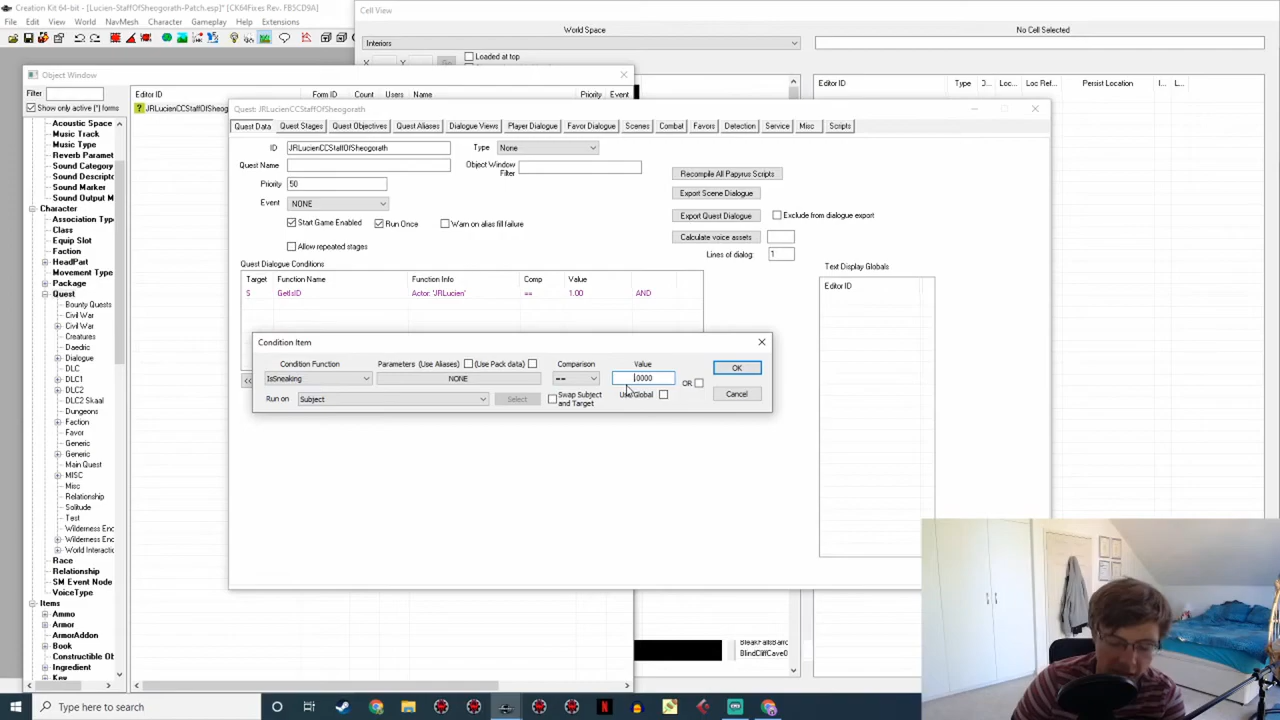 Creation Kit 64-bit - Lucien-StaffOfSheogorath-Patch.esp]* [CK64Fixes Rev. FB5CD9A]
File Edit View World NavMesh Character Gameplay Help Extensions
Cell View
World Space
No Cell Selected
Interiors
Loaded at top
X Y
Editor ID Type D... Loc... Loc Re... Persist Location I... L...
Object Window
Filter
Show only active (*) forms
Editor ID Form ID Count Users Name Priority Event
JRLucienCCStaffOfSheog
Acoustic Space
Music Track
Music Type
Reverb Paramet
Sound Category
Sound Descripto
Sound Marker
Sound Output M
Character
Association Type
Class
Equip Slot
Faction
HeadPart
Movement Type
Package
Quest
Bounty Quests
Civil War
Civil War
Creatures
Daedric
Dialogue
DLC
DLC1
DLC2
DLC2 Skaal
Dungeons
Faction
Favor
Generic
Generic
Main Quest
MISC
Misc
Relationship
Solitude
Test
Wilderness Enc
Wilderness Enc
World Interactio
Race
Relationship
SM Event Node
VoiceType
Items
Ammo
Armor
ArmorAddon
Book
Constructible Ob
Ingredient
Key
Quest: JRLucienCCStaffOfSheogorath
Quest Data Quest Stages Quest Objectives Quest Aliases Dialogue Views Player Dialogue Favor Dialogue Scenes Combat Favors Detection Service Misc Scripts
ID JRLucienCCStaffOfSheogorath Type None
Quest Name Object Window Filter
Priority 50
Event NONE
Start Game Enabled Run Once Warn on alias fill failure
Allow repeated stages
Recompile All Papyrus Scripts
Export Scene Dialogue
Export Quest Dialogue Exclude from dialogue export
Calculate voice assets
Lines of dialog: 1
Quest Dialogue Conditions
Target Function Name Function Info Comp Value
S GetIsID Actor: 'JRLucien' == 1.00 AND
<<
Text Display Globals
Editor ID
Condition Item
Condition Function Parameters (Use Aliases) (Use Pack data) Comparison Value
IsSneaking NONE == .0000 OR
OK
Run on Subject Select Swap Subject and Target Use Global
Cancel
BleakFallsBarro
BlindCliffCave0
Type here to search